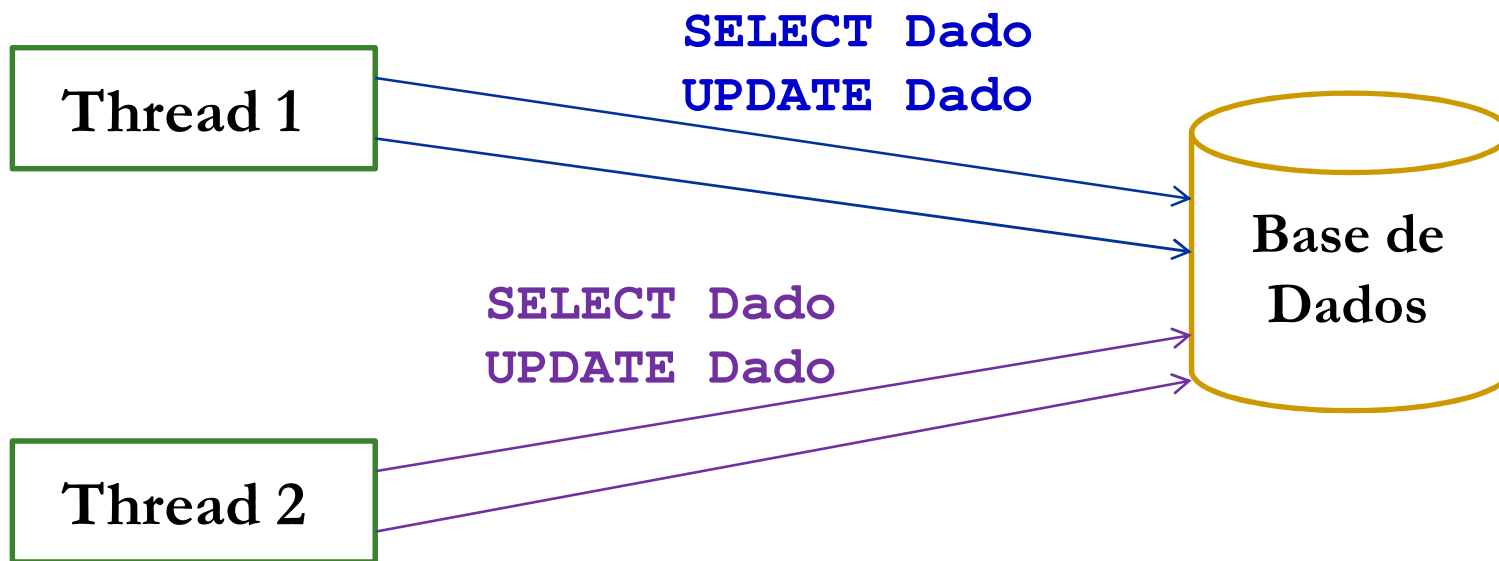 SELECT Dado
UPDATE Dado
Thread 1
Base de
Dados
SELECT Dado
UPDATE Dado
Thread 2